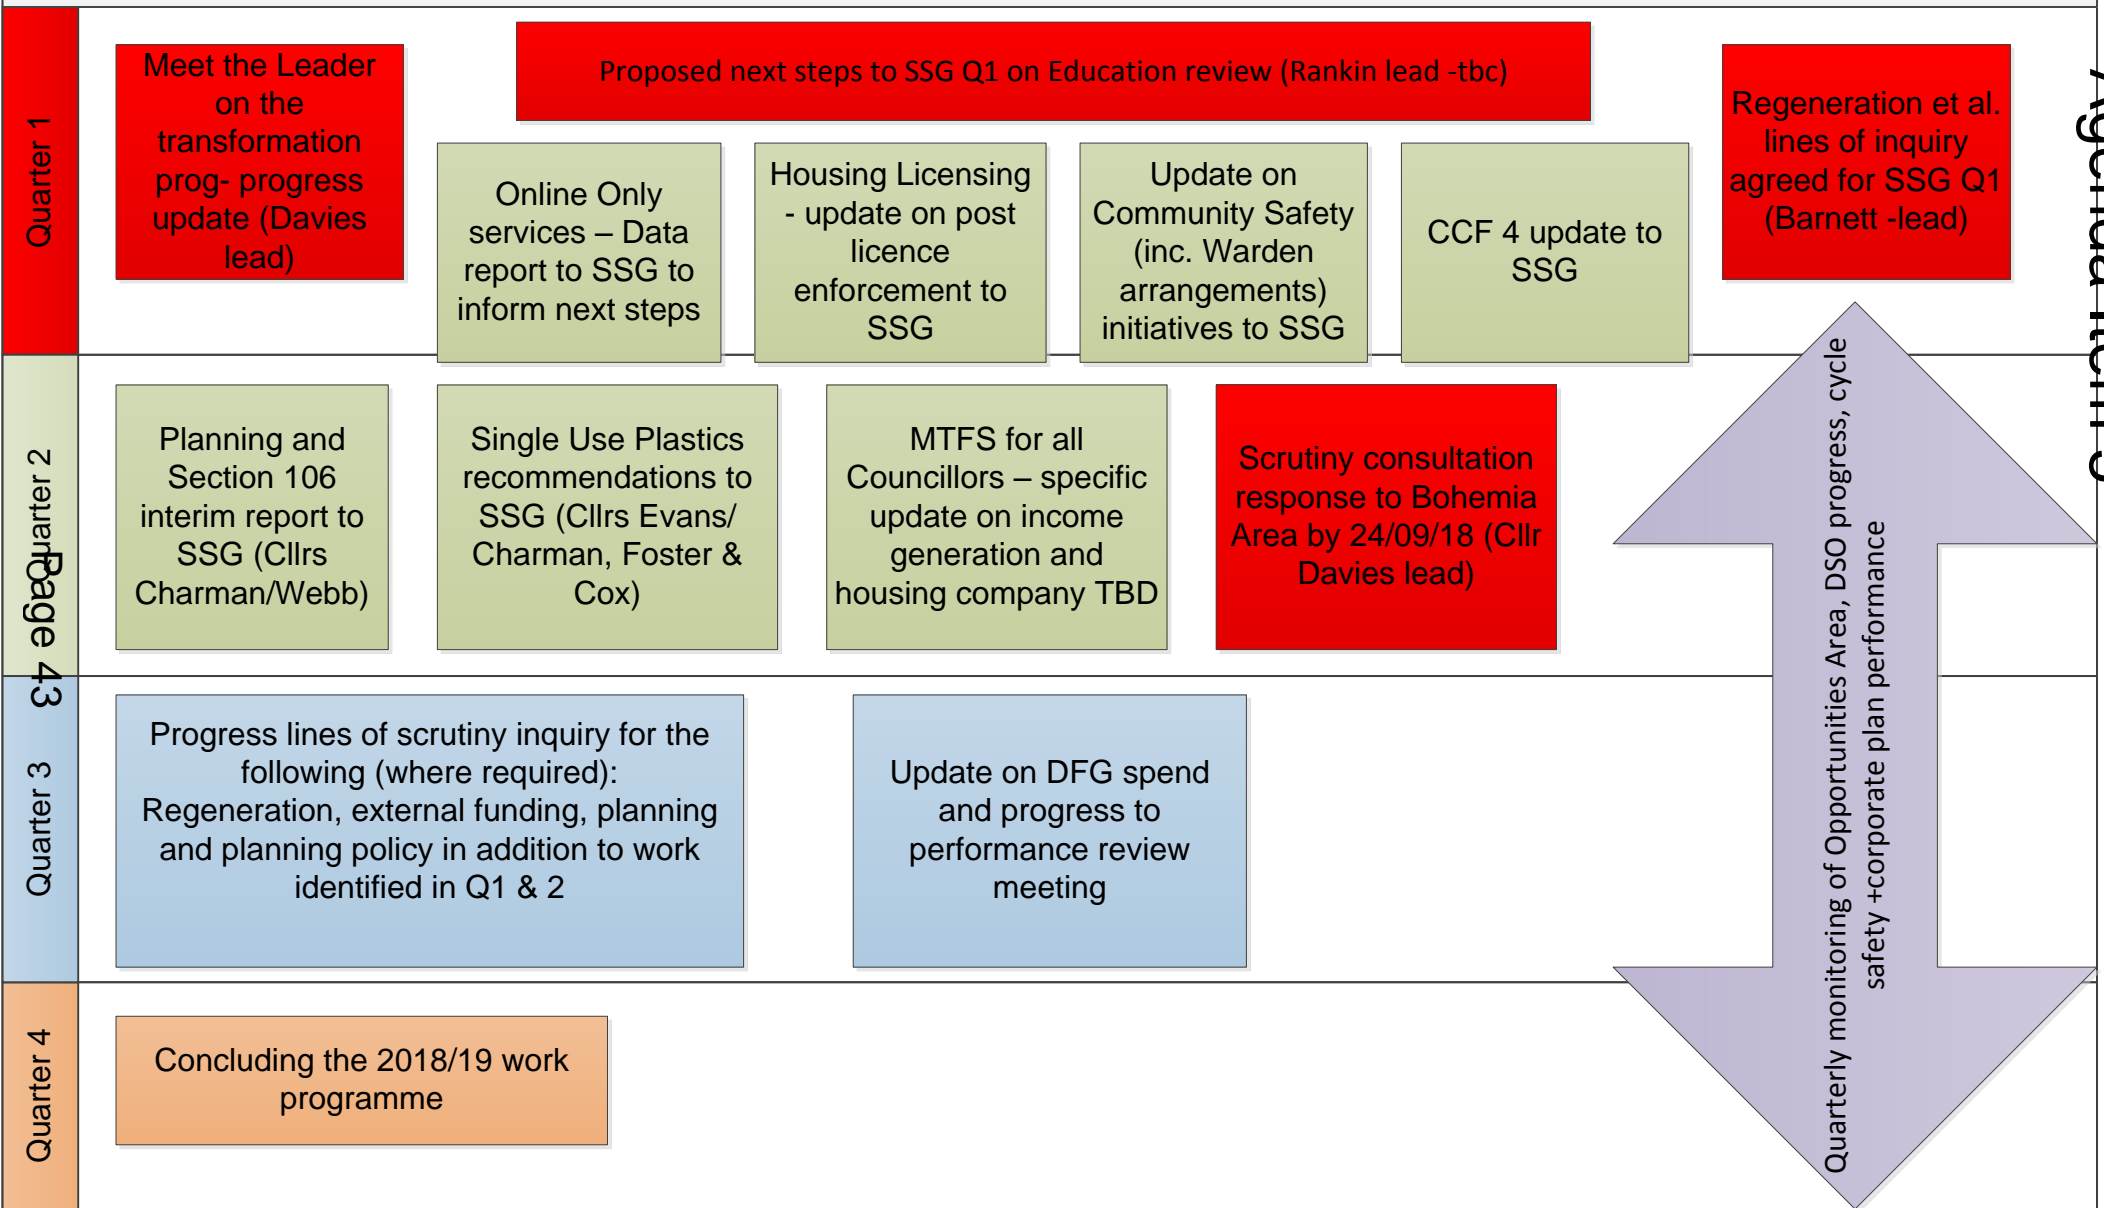 Quarter 1
Meet the Leader
on the
transformation
prog- progress
update (Davies
lead)
Proposed next steps to SSG Q1 on Education review (Rankin lead -tbc)
Online Only
services – Data
report to SSG to
inform next steps
Housing Licensing
- update on post
licence
enforcement to
SSG
Update on
Community Safety
(inc. Warden
arrangements)
initiatives to SSG
CCF 4 update to
SSG
Regeneration et al.
lines of inquiry
agreed for SSG Q1
(Barnett -lead)
Quarter 2
Planning and
Section 106
interim report to
SSG (Cllrs
Charman/Webb)
Single Use Plastics
recommendations to
SSG (Cllrs Evans/
Charman, Foster &
Cox)
MTFS for all
Councillors – specific
update on income
generation and
housing company TBD
Scrutiny consultation
response to Bohemia
Area by 24/09/18 (Cllr
Davies lead)
Page 43
Quarter 3
Progress lines of scrutiny inquiry for the
following (where required):
Regeneration, external funding, planning
and planning policy in addition to work
identified in Q1 & 2
Update on DFG spend
and progress to
performance review
meeting
Quarter 4
Concluding the 2018/19 work
programme
Quarterly monitoring of Opportunities Area, DSO progress, cycle
safety +corporate plan performance
Agenda Item